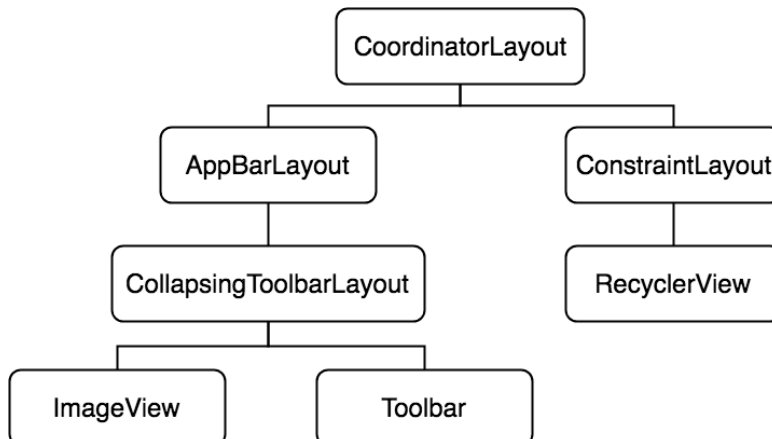 CoordinatorLayout
AppBarLayout
ConstraintLayout
CollapsingToolbarLayout
RecyclerView
ImageView
Toolbar